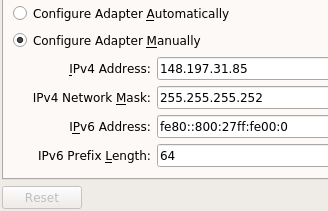 Configure Adapter Automatically
Configure Adapter Manually
IPv4 Address: 148.197.31.85
IPv4 Network Mask: 255.255.255.252
IPv6 Address: fe80::800:27ff:fe00:0
IPv6 Prefix Length: 64
Reset